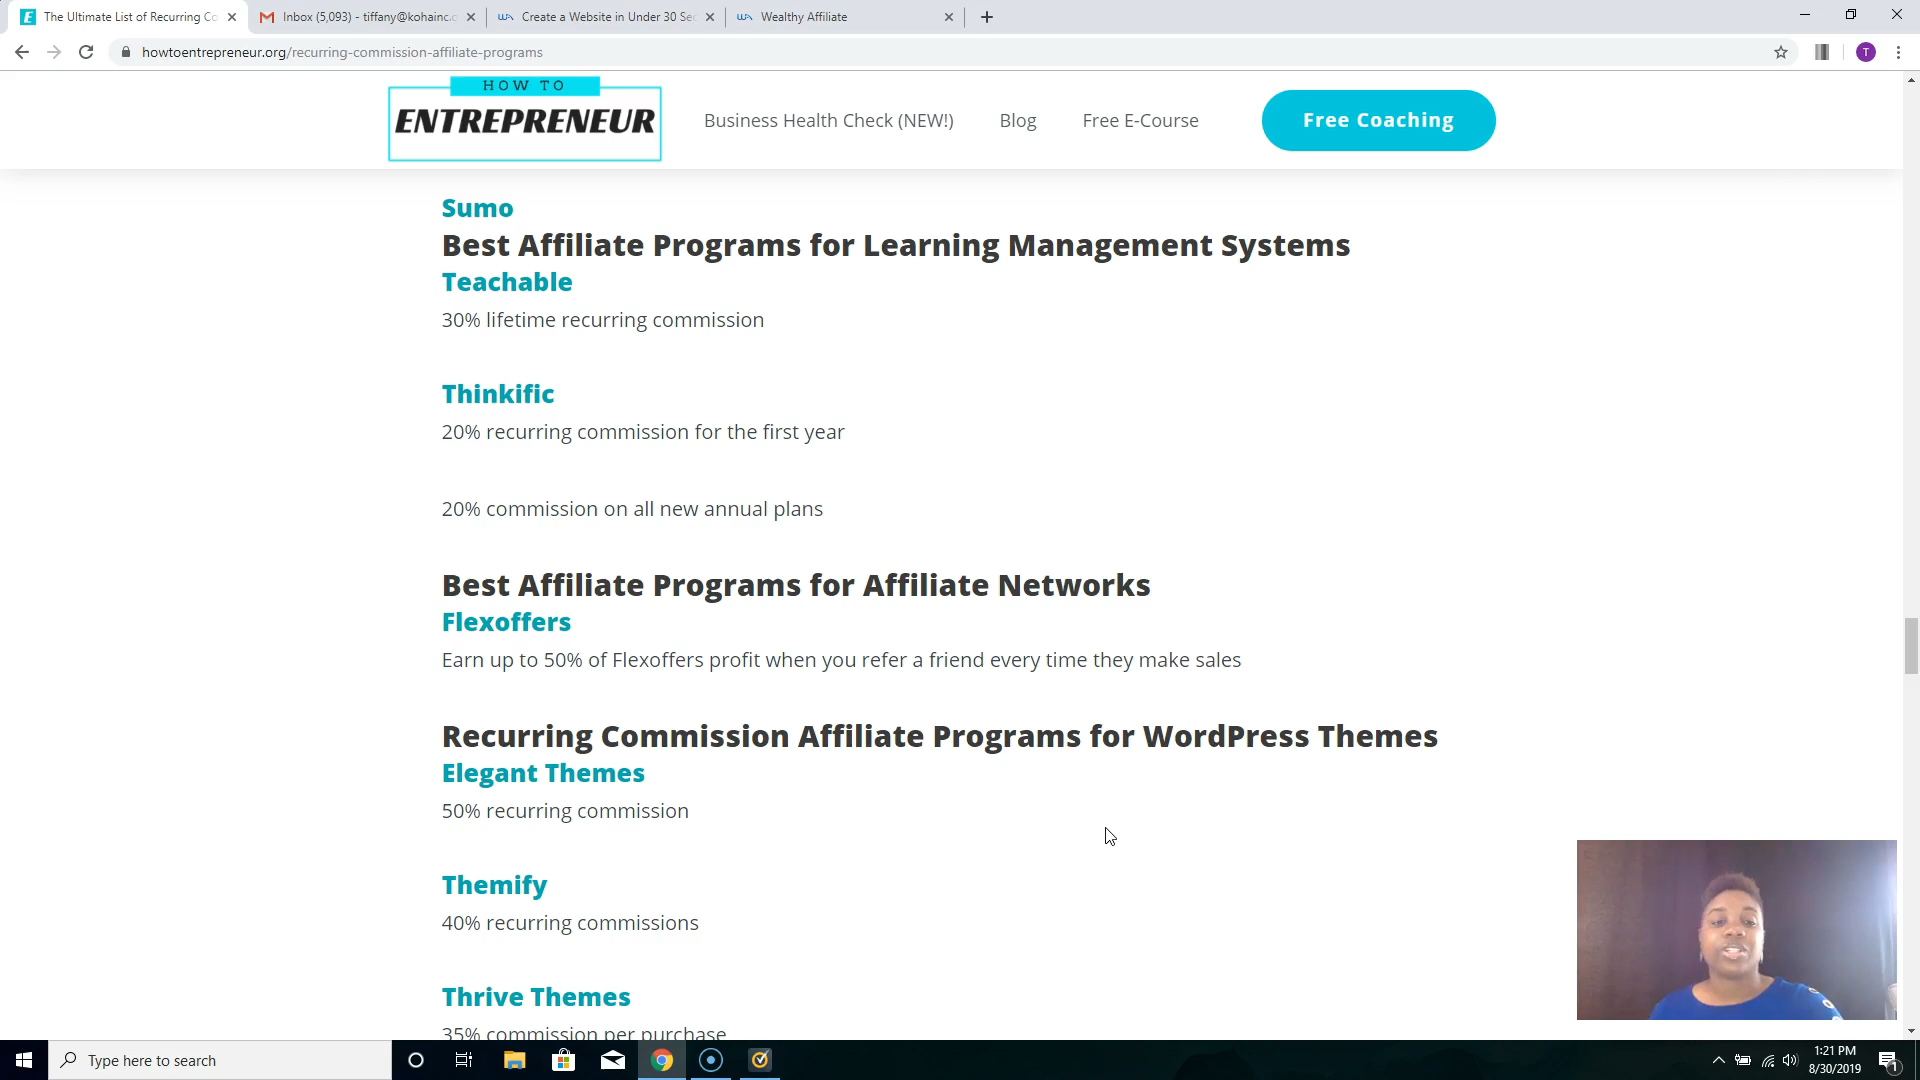 The Ultimate List of Recurring Co
Inbox (5,093) - tiffany@kohainc.c
Create a Website in Under 30 Sec
Wealthy Affiliate
howtoentrepreneur.org/recurring-commission-affiliate-programs
T
HOW TO
ENTREPRENEUR
Business Health Check (NEW!)
Blog
Free E-Course
Free Coaching
Sumo
Best Affiliate Programs for Learning Management Systems
Teachable
30% lifetime recurring commission
Thinkific
20% recurring commission for the first year
20% commission on all new annual plans
Best Affiliate Programs for Affiliate Networks
Flexoffers
Earn up to 50% of Flexoffers profit when you refer a friend every time they make sales
Recurring Commission Affiliate Programs for WordPress Themes
Elegant Themes
50% recurring commission
Themify
40% recurring commissions
Thrive Themes
35% commission per purchase
Type here to search
1:21 PM
8/30/2019
1